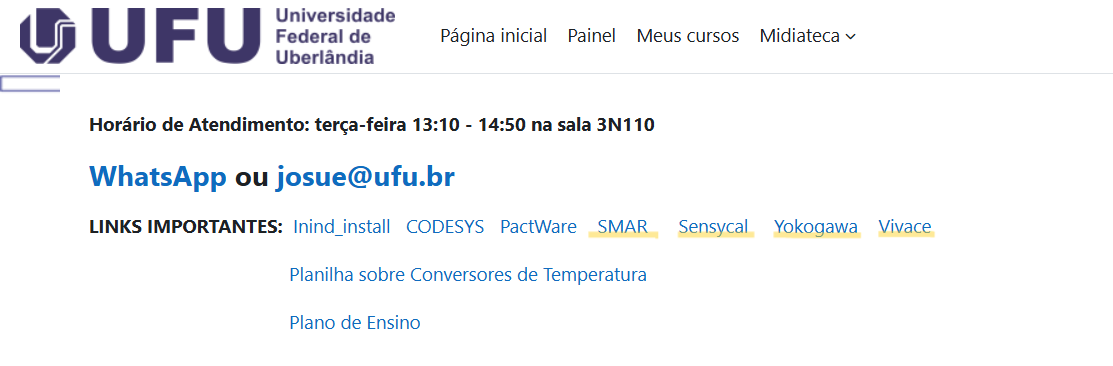 UFU Universidade
Federal de
Uberlândia
Página inicial Painel Meus cursos Midiateca
Horário de Atendimento: terça-feira 13:10 - 14:50 na sala 3N110
WhatsApp ou josue@ufu.br
LINKS IMPORTANTES: Inind_install CODESYS PactWare SMAR Sensycal Yokogawa Vivace
Planilha sobre Conversores de Temperatura
Plano de Ensino